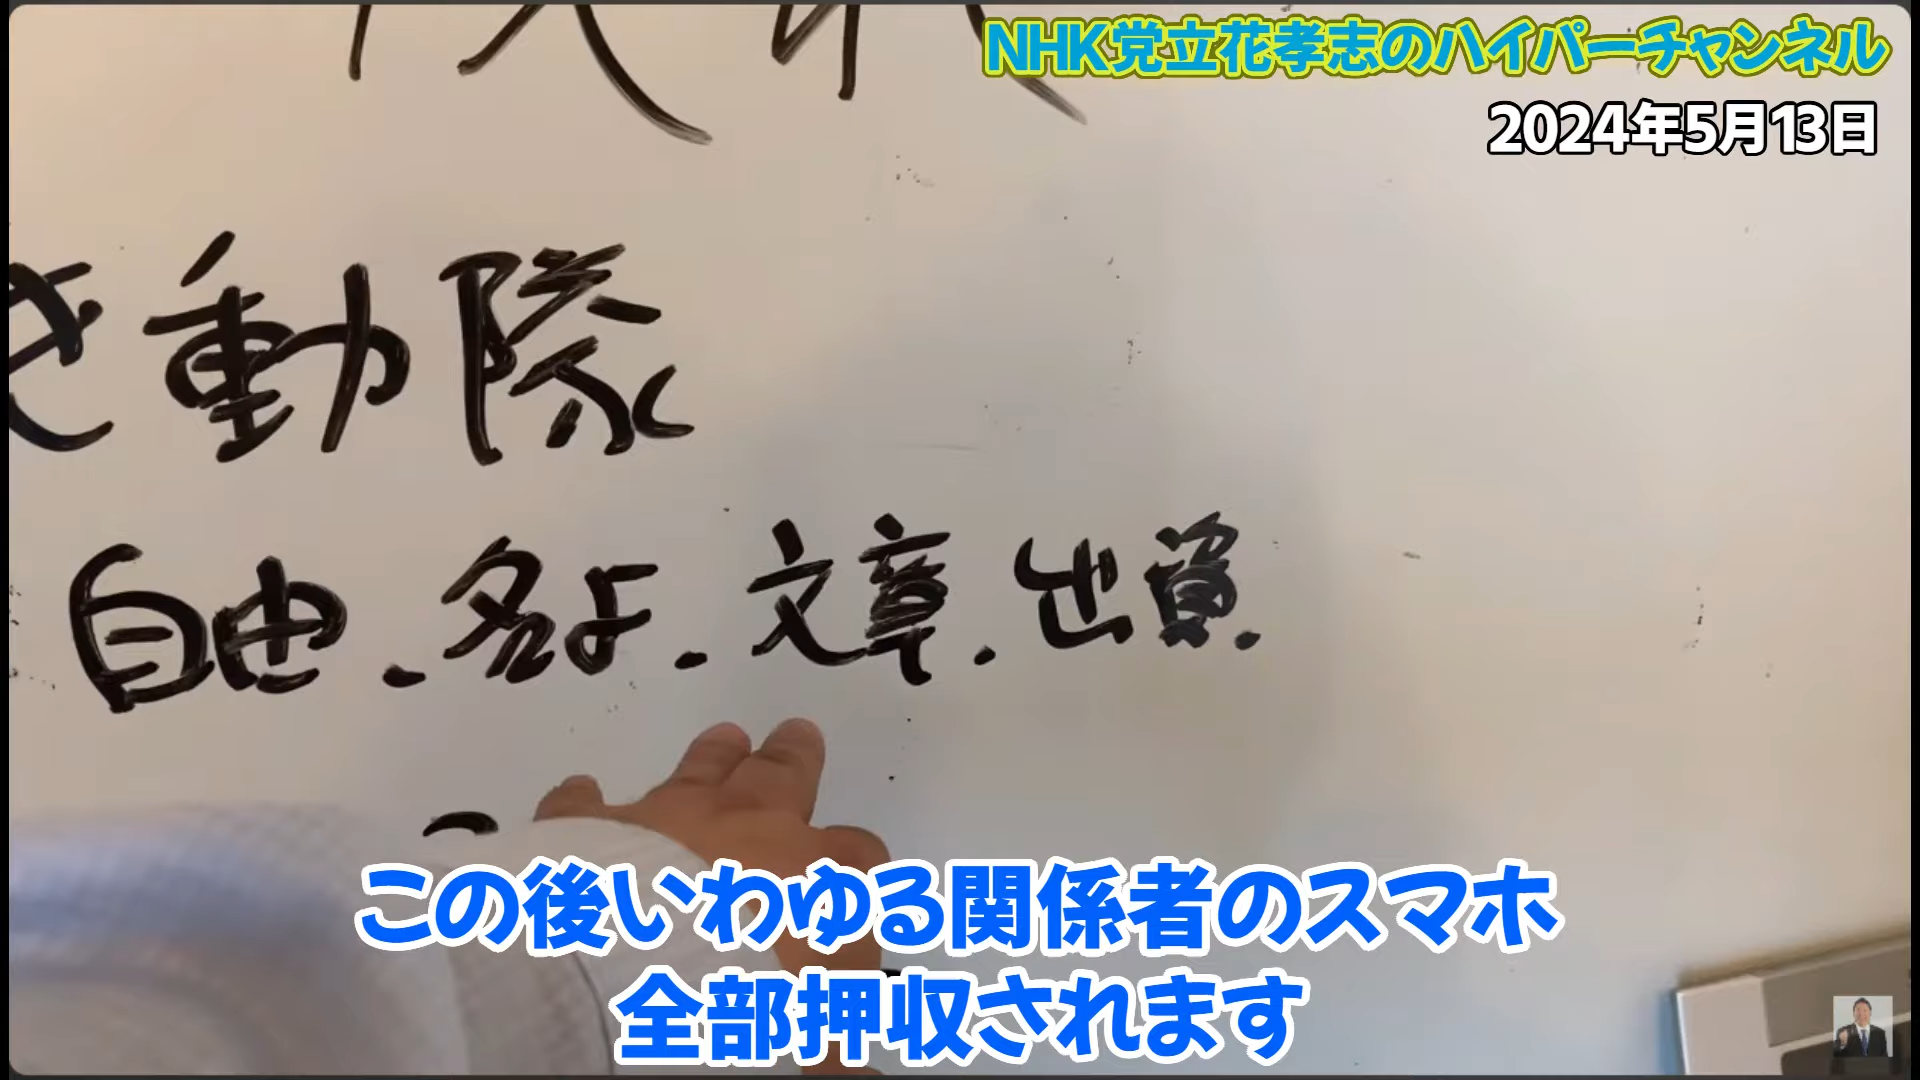 NHK党立花孝志のハイパーチャンネル
2024年5月13日
動隊
自由.名よ.文章.出資.
この後いわゆる関係者のスマホ
全部押収されます